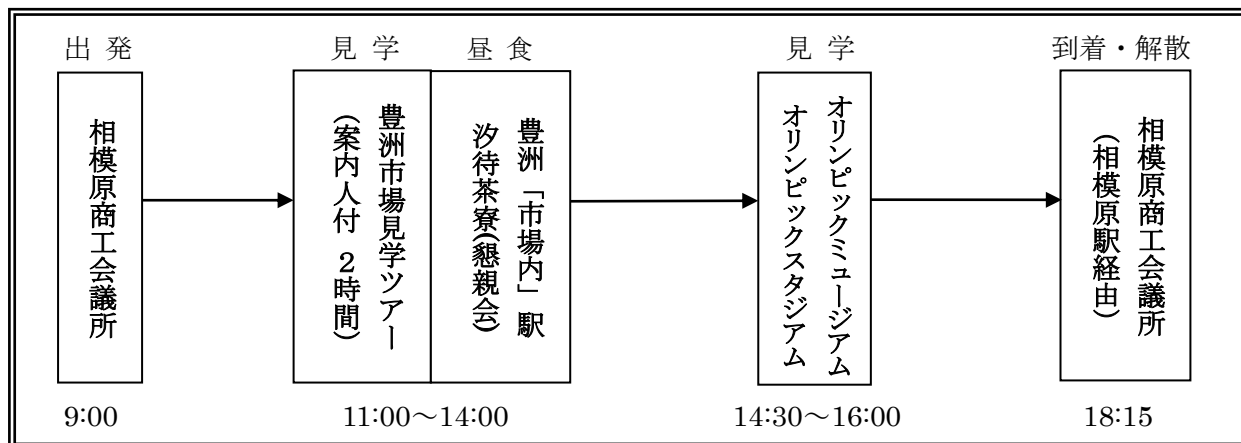 出 発
見 学
昼 食
見 学
到着・解散
相模原商工会議所
豊洲市場見学ツアー
(案内人付 2時間)
豊洲「市場内」駅
汐待茶寮(懇親会)
オリンピックミュージアム
オリンピックスタジアム
相模原商工会議所
(相模原駅経由)
9:00
11:00～14:00
14:30～16:00
18:15